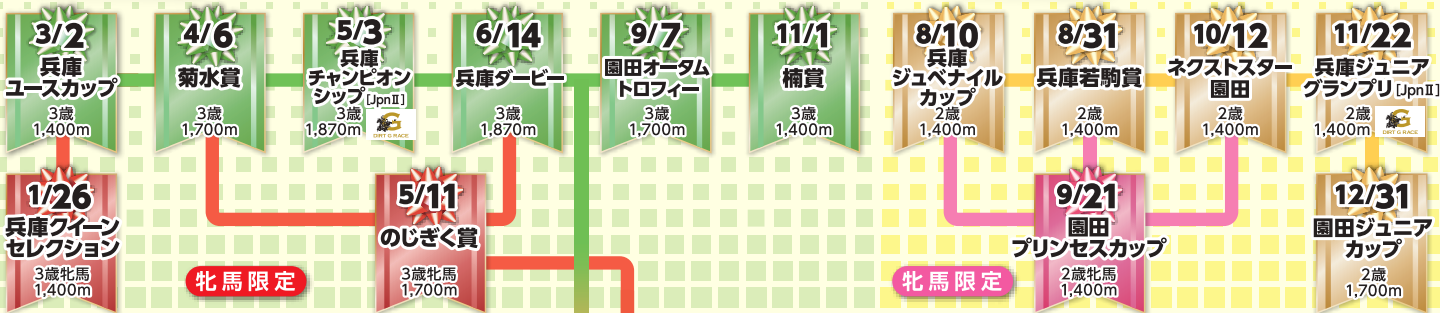 3/2
兵庫
ユースカップ
3歳
1,400m
4/6
菊水賞
3歳
1,700m
5/3
兵庫
チャンピオン
シップ[JpnⅡ]
3歳
1,870m
DIRT G RACE
6/14
兵庫ダービー
3歳
1,870m
9/7
園田オータム
トロフィー
3歳
1,700m
11/1
楠賞
3歳
1,400m
8/10
兵庫
ジュベナイル
カップ
2歳
1,400m
8/31
兵庫若駒賞
2歳
1,400m
10/12
ネクストスター
園田
2歳
1,400m
11/22
兵庫ジュニア
グランプリ[JpnⅡ]
2歳
1,400m
DIRT G RACE
1/26
兵庫クイーン
セレクション
3歳牝馬
1,400m
牝馬限定
5/11
のじぎく賞
3歳牝馬
1,700m
牝馬限定
9/21
園田
プリンセスカップ
2歳牝馬
1,400m
12/31
園田ジュニア
カップ
2歳
1,700m